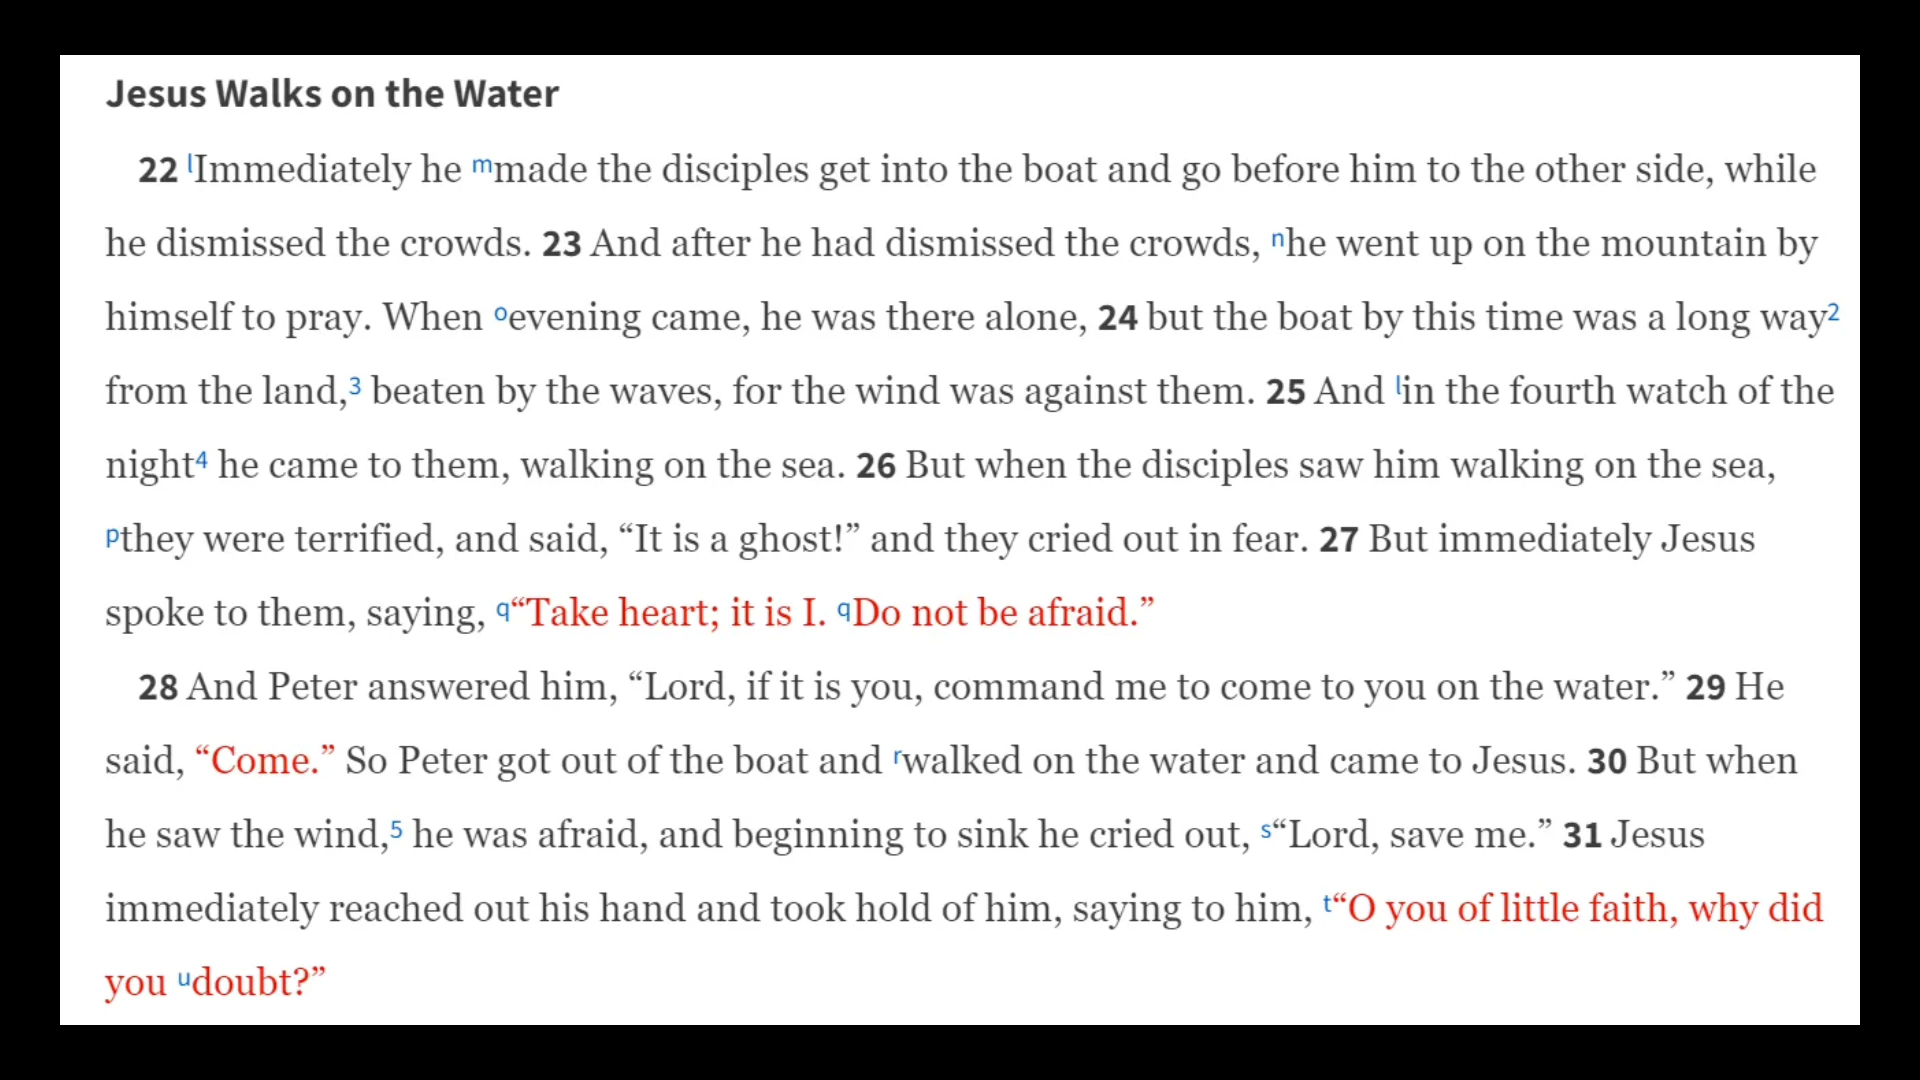 Jesus Walks on the Water
22 lImmediately he mmade the disciples get into the boat and go before him to the other side, while
he dismissed the crowds. 23 And after he had dismissed the crowds, nhe went up on the mountain by
himself to pray. When oevening came, he was there alone, 24 but the boat by this time was a long way2
from the land,3 beaten by the waves, for the wind was against them. 25 And lin the fourth watch of the
night4 he came to them, walking on the sea. 26 But when the disciples saw him walking on the sea,
pthey were terrified, and said, “It is a ghost!” and they cried out in fear. 27 But immediately Jesus
spoke to them, saying, q“Take heart; it is I. qDo not be afraid.”
28 And Peter answered him, “Lord, if it is you, command me to come to you on the water.” 29 He
said, “Come.” So Peter got out of the boat and rwalked on the water and came to Jesus. 30 But when
he saw the wind,5 he was afraid, and beginning to sink he cried out, s“Lord, save me.” 31 Jesus
immediately reached out his hand and took hold of him, saying to him, t“O you of little faith, why did
you udoubt?”